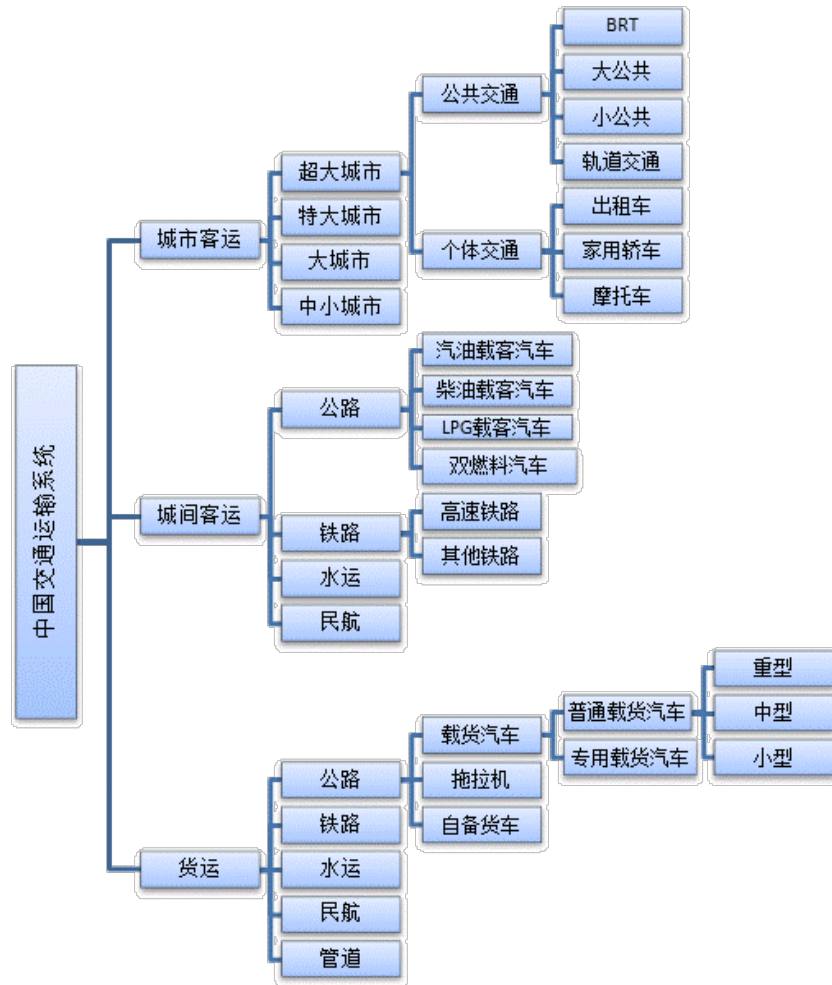 中国交通运输系统
城市客运
超大城市
公共交通
BRT
大公共
小公共
轨道交通
个体交通
出租车
家用轿车
摩托车
特大城市
大城市
中小城市
城间客运
公路
汽油载客汽车
柴油载客汽车
LPG载客汽车
双燃料汽车
铁路
高速铁路
其他铁路
水运
民航
货运
公路
载货汽车
普通载货汽车
重型
中型
小型
专用载货汽车
拖拉机
自备货车
铁路
水运
民航
管道